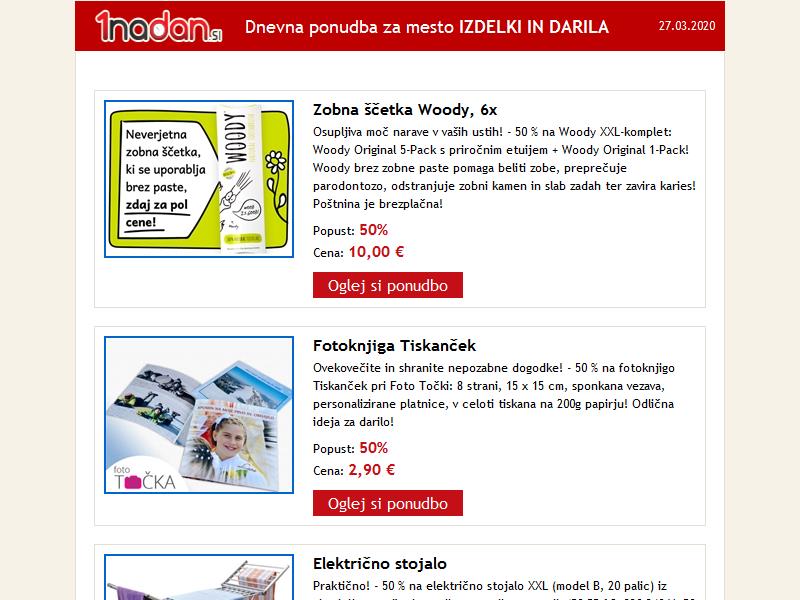 1nadan.si
Dnevna ponudba za mesto IZDELKI IN DARILA
27.03.2020
Neverjetna
zobna ščetka,
ki se uporablja
brez paste,
zdaj za pol
cene!
WOODY
Zobna ščetka Woody, 6x
Osupljiva moč narave v vaših ustih! - 50 % na Woody XXL-komplet:
Woody Original 5-Pack s priročnim etuijem + Woody Original 1-Pack!
Woody brez zobne paste pomaga beliti zobe, preprečuje
parodontozo, odstranjuje zobni kamen in slab zadah ter zavira karies!
Poštnina je brezplačna!
Popust: 50%
Cena: 10,00 €
Oglej si ponudbo
foto
TOČKA
Fotoknjiga Tiskanček
Ovekovečite in shranite nepozabne dogodke! - 50 % na fotoknjigo
Tiskanček pri Foto Točki: 8 strani, 15 x 15 cm, sponkana vezava,
personalizirane platnice, v celoti tiskana na 200g papirju! Odlična
ideja za darilo!
Popust: 50%
Cena: 2,90 €
Oglej si ponudbo
Električno stojalo
Praktično! - 50 % na električno stojalo XXL (model B, 20 palic) iz